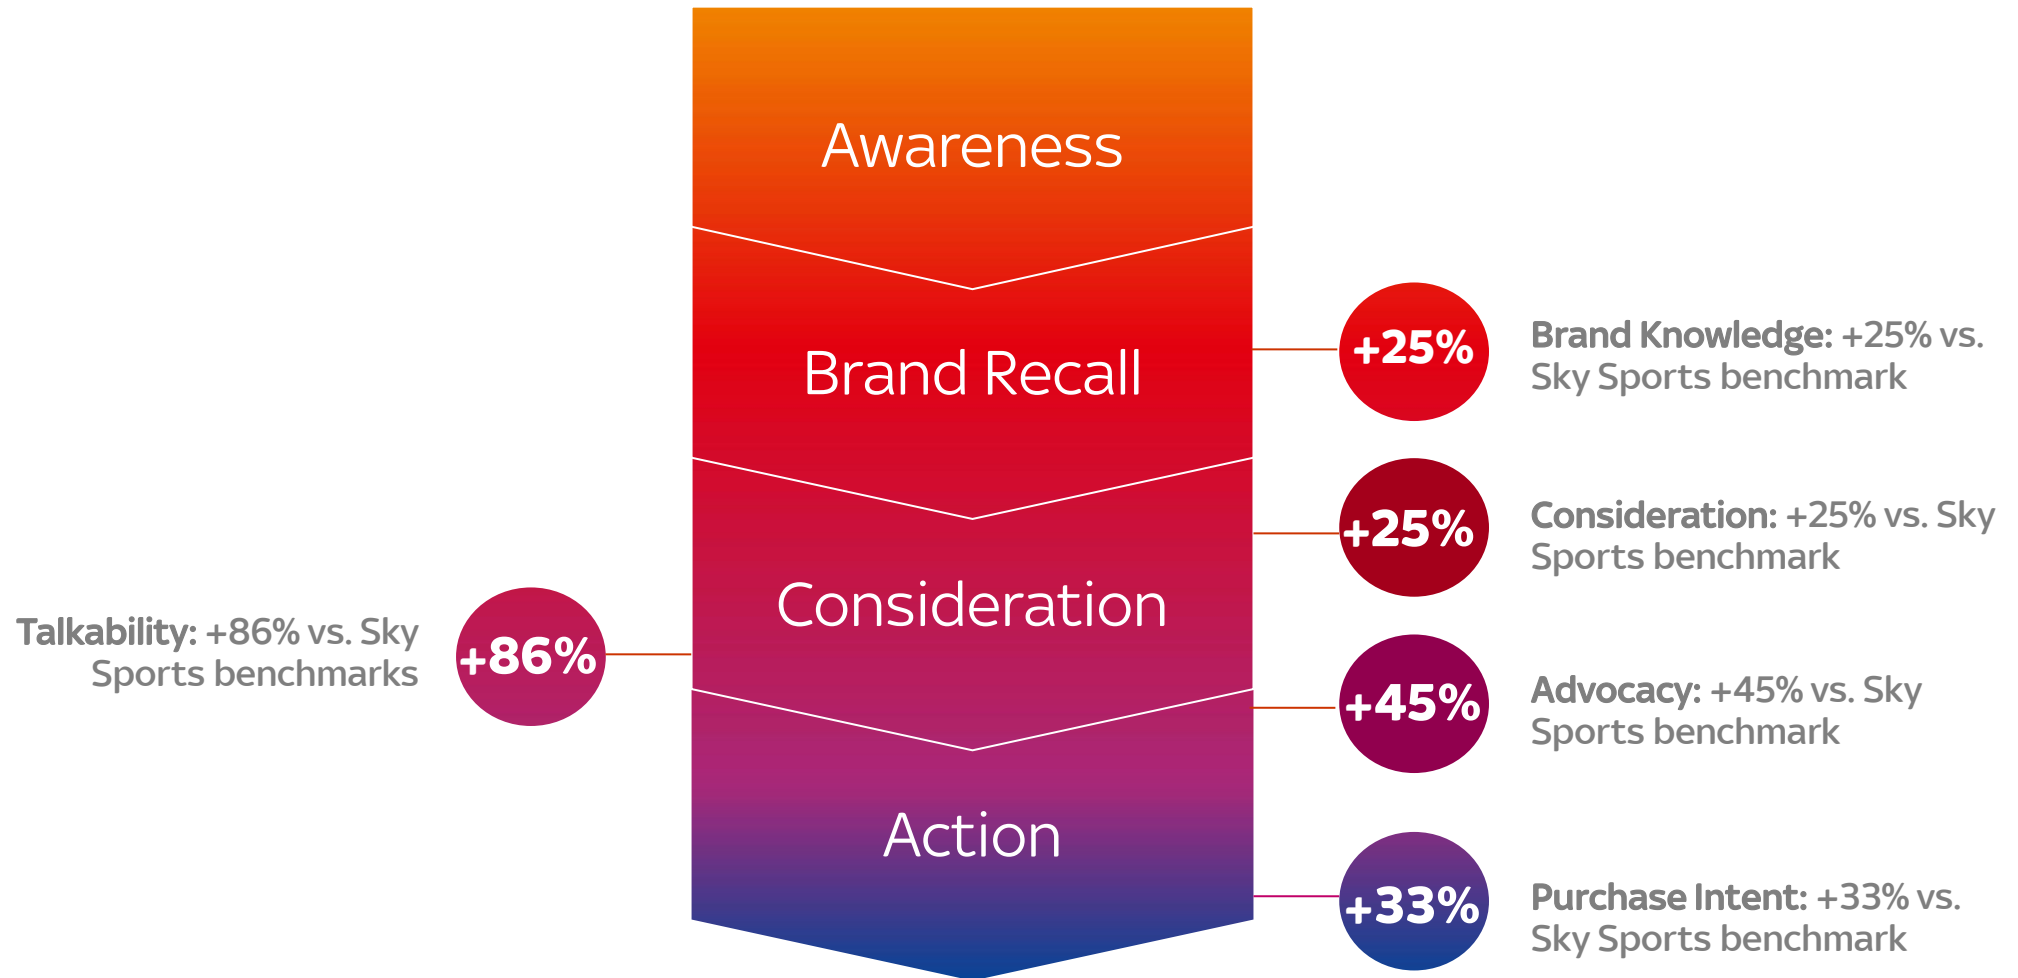 Awareness
Brand Recall
+25%
Brand Knowledge: +25% vs.
Sky Sports benchmark
+25%
Consideration: +25% vs. Sky
Sports benchmark
Consideration
Talkability: +86% vs. Sky
Sports benchmarks
+86%
+45%
Advocacy: +45% vs. Sky
Sports benchmark
Action
+33%
Purchase Intent: +33% vs.
Sky Sports benchmark